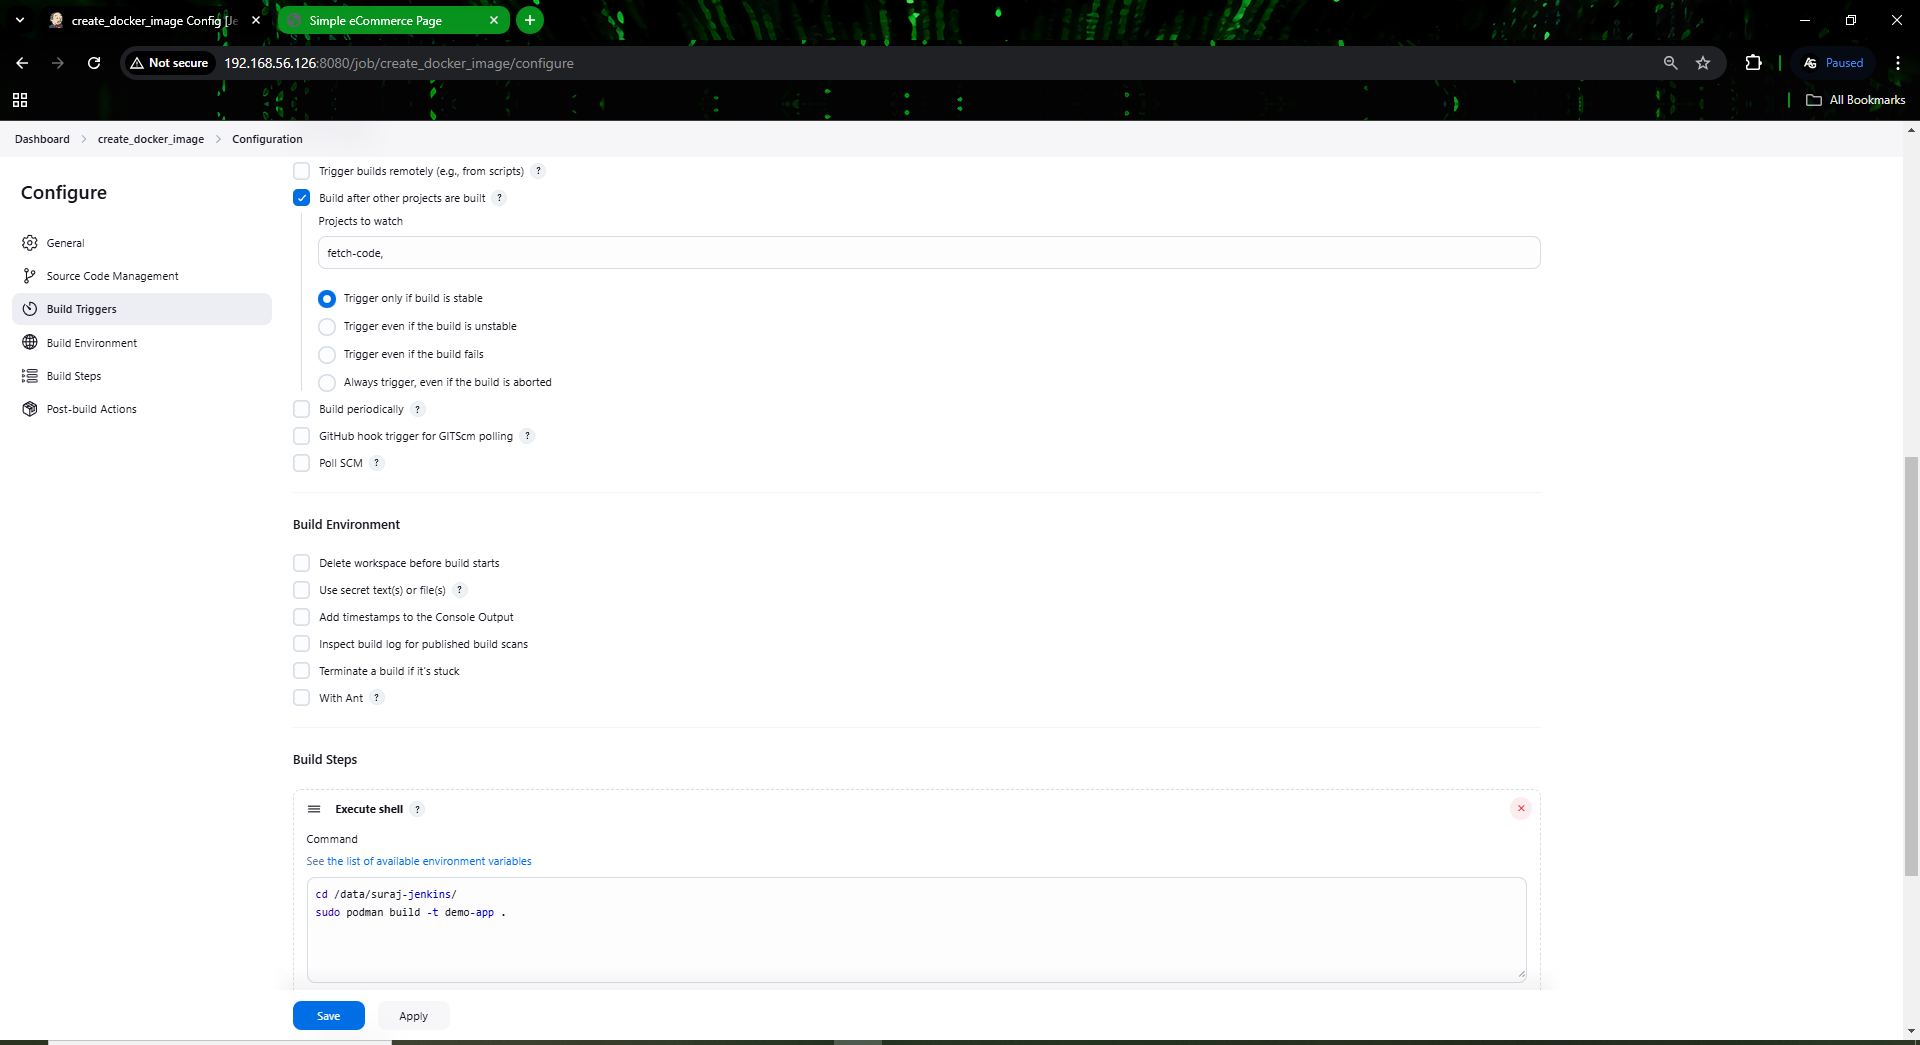 create_docker_image Config [Je
Simple eCommerce Page
Not secure
192.168.56.126:8080/job/create_docker_image/configure
Paused
All Bookmarks
Dashboard
create_docker_image
Configuration
Configure
General
Source Code Management
Build Triggers
Build Environment
Build Steps
Post-build Actions
Trigger builds remotely (e.g., from scripts) ?
Build after other projects are built ?
Projects to watch
fetch-code,
Trigger only if build is stable
Trigger even if the build is unstable
Trigger even if the build fails
Always trigger, even if the build is aborted
Build periodically ?
GitHub hook trigger for GITScm polling ?
Poll SCM ?
Build Environment
Delete workspace before build starts
Use secret text(s) or file(s) ?
Add timestamps to the Console Output
Inspect build log for published build scans
Terminate a build if it's stuck
With Ant ?
Build Steps
Execute shell ?
Command
See the list of available environment variables
cd /data/suraj-jenkins/
sudo podman build -t demo-app .
Save
Apply